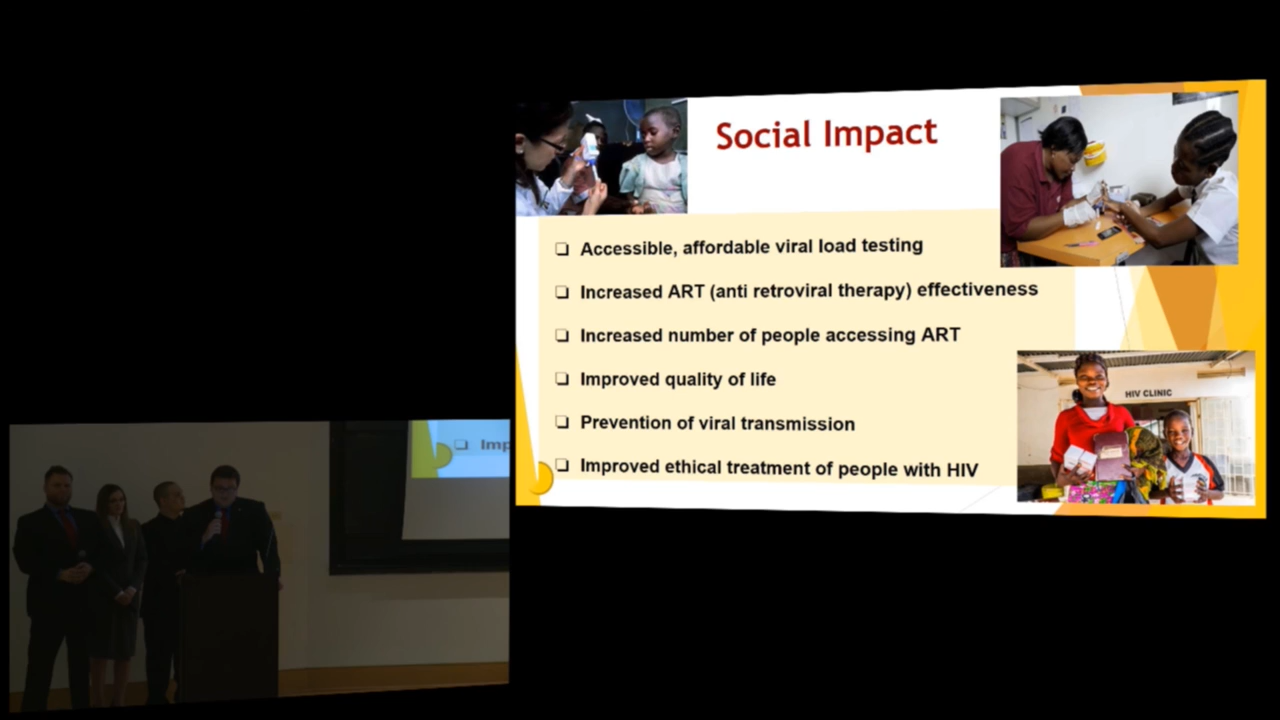 Social Impact
Accessible, affordable viral load testing
Increased ART (anti retroviral therapy) effectiveness
Increased number of people accessing ART
Improved quality of life
Prevention of viral transmission
Improved ethical treatment of people with HIV
HIV CLINIC
Imp